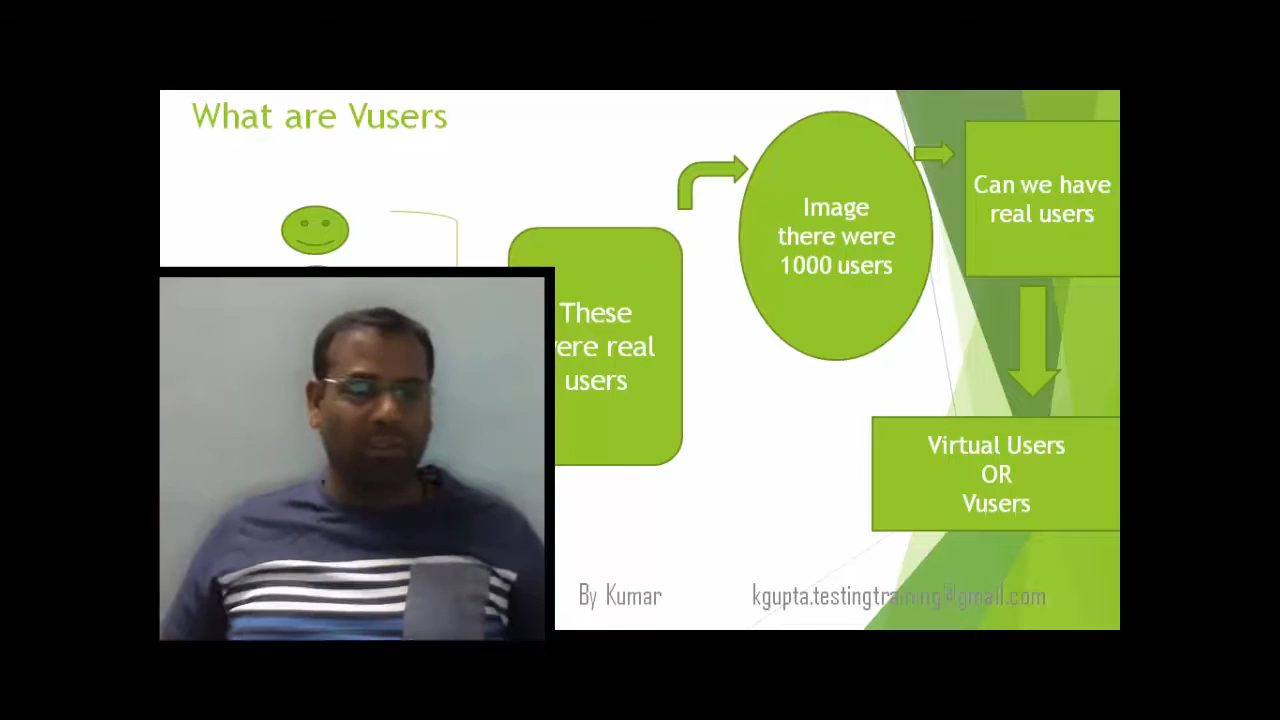 What are Vusers
These
ere real
users
Image
there were
1000 users
Can we have
real users
Virtual Users
OR
Vusers
By Kumar
kgupta.testingtraining@gmail.com